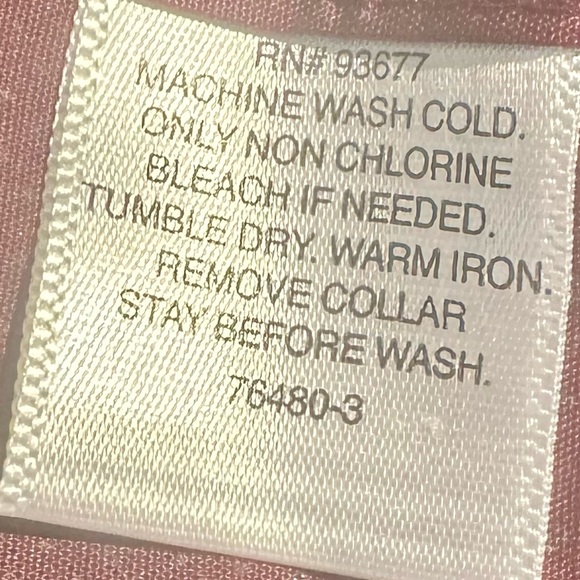 RN# 93677
MACHINE WASH COLD.
ONLY NON CHLORINE
BLEACH IF NEEDED.
TUMBLE DRY. WARM IRON.
REMOVE COLLAR
STAY BEFORE WASH.
76480-3